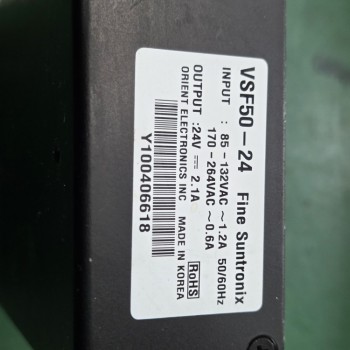 VSF50-24 Fine Suntronix
INPUT : 85-132VAC ~1.2A 50/60Hz
170-264VAC ~0.6A
OUTPUT :24V ⎓ 2.1A
ORIENT ELECTRONICS INC MADE IN KOREA
RoHS
Y100406618